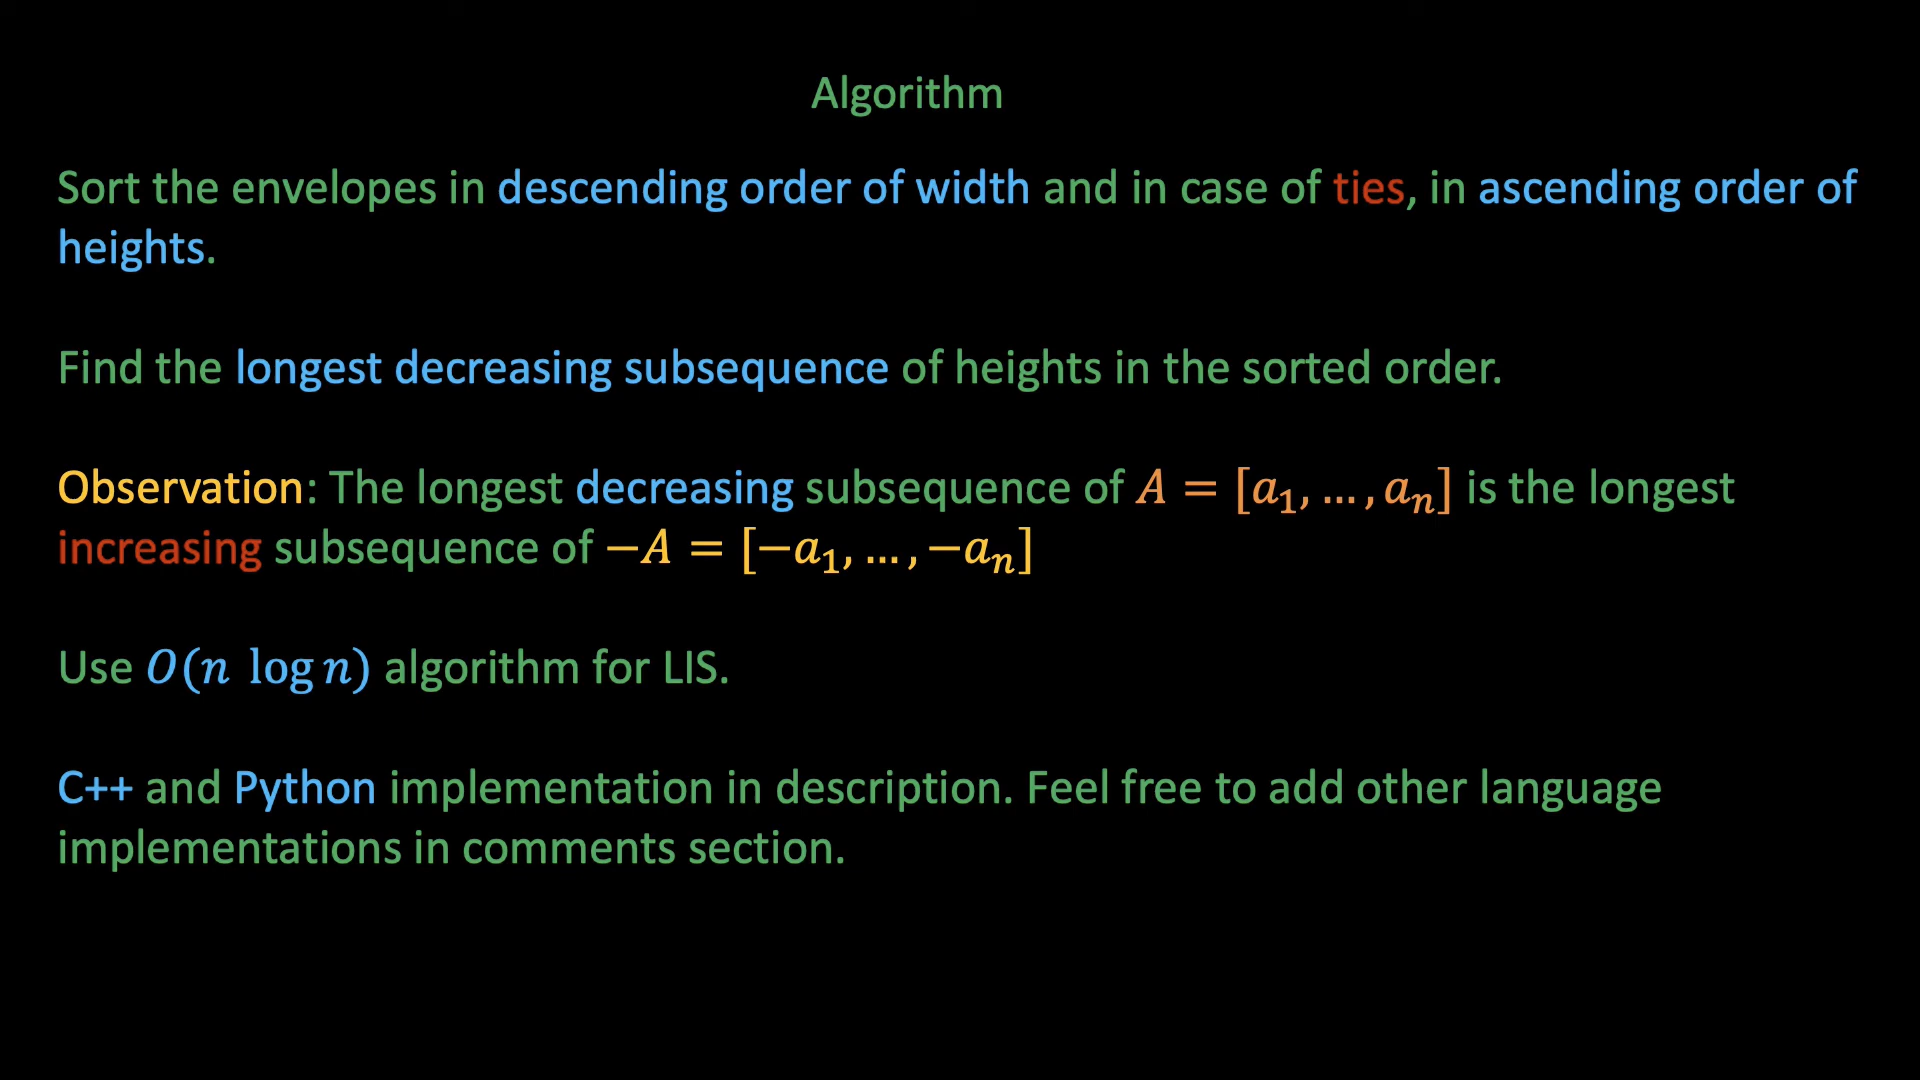 Algorithm
Sort the envelopes in descending order of width and in case of ties, in ascending order of
heights.
Find the longest decreasing subsequence of heights in the sorted order.
Observation: The longest decreasing subsequence of A = [a₁, … , aₙ] is the longest
increasing subsequence of −A = [−a₁, … , −aₙ]
Use O(n log n) algorithm for LIS.
C++ and Python implementation in description. Feel free to add other language
implementations in comments section.